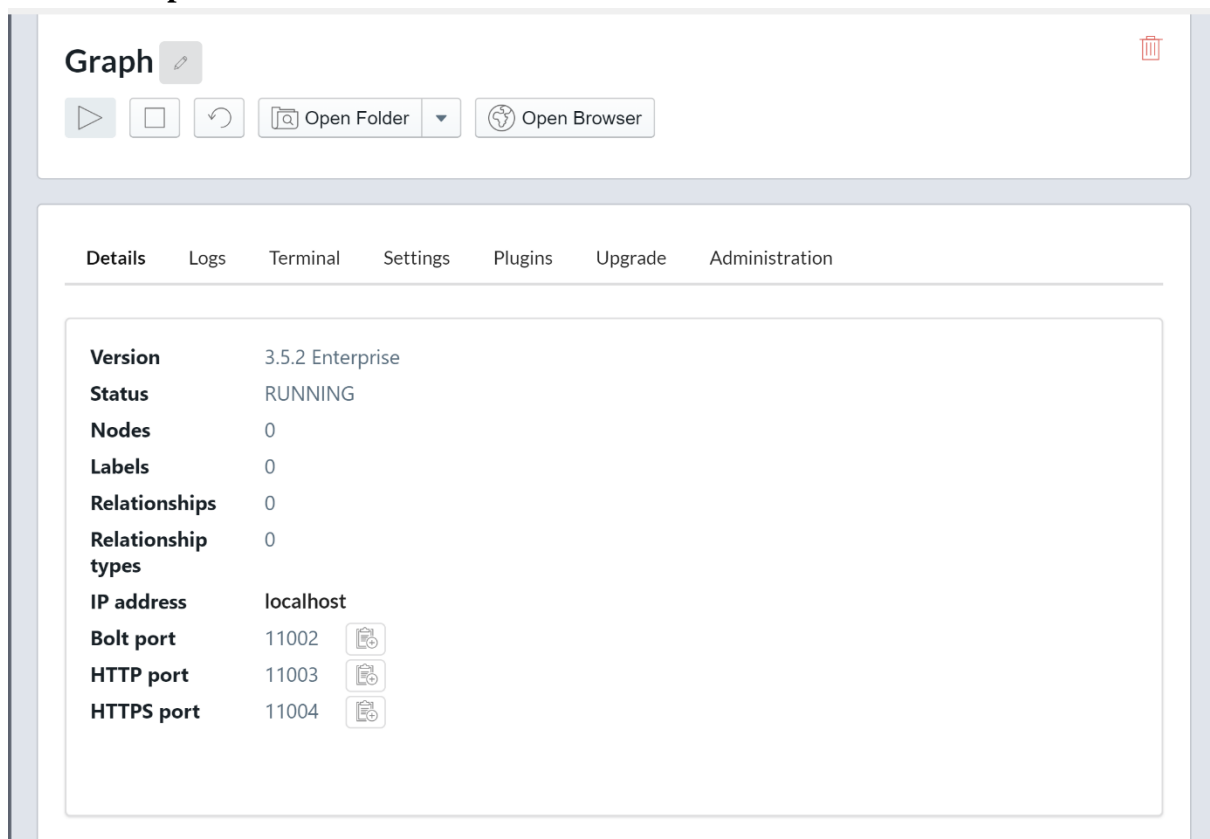 Graph
Open Folder Open Browser
Details Logs Terminal Settings Plugins Upgrade Administration
Version 3.5.2 Enterprise
Status RUNNING
Nodes 0
Labels 0
Relationships 0
Relationship 0
types
IP address localhost
Bolt port 11002
HTTP port 11003
HTTPS port 11004